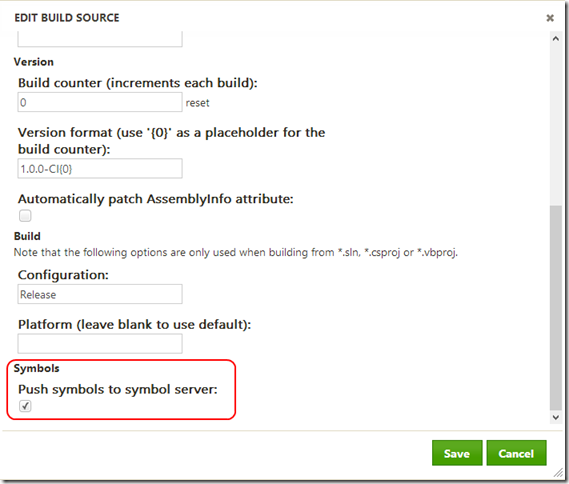 EDIT BUILD SOURCE
Version
Build counter (increments each build):
0 reset
Version format (use '{0}' as a placeholder for the
build counter):
1.0.0-CI{0}
Automatically patch AssemblyInfo attribute:
Build
Note that the following options are only used when building from *.sln, *.csproj or *.vbproj.
Configuration:
Release
Platform (leave blank to use default):
Symbols
Push symbols to symbol server:
Save Cancel